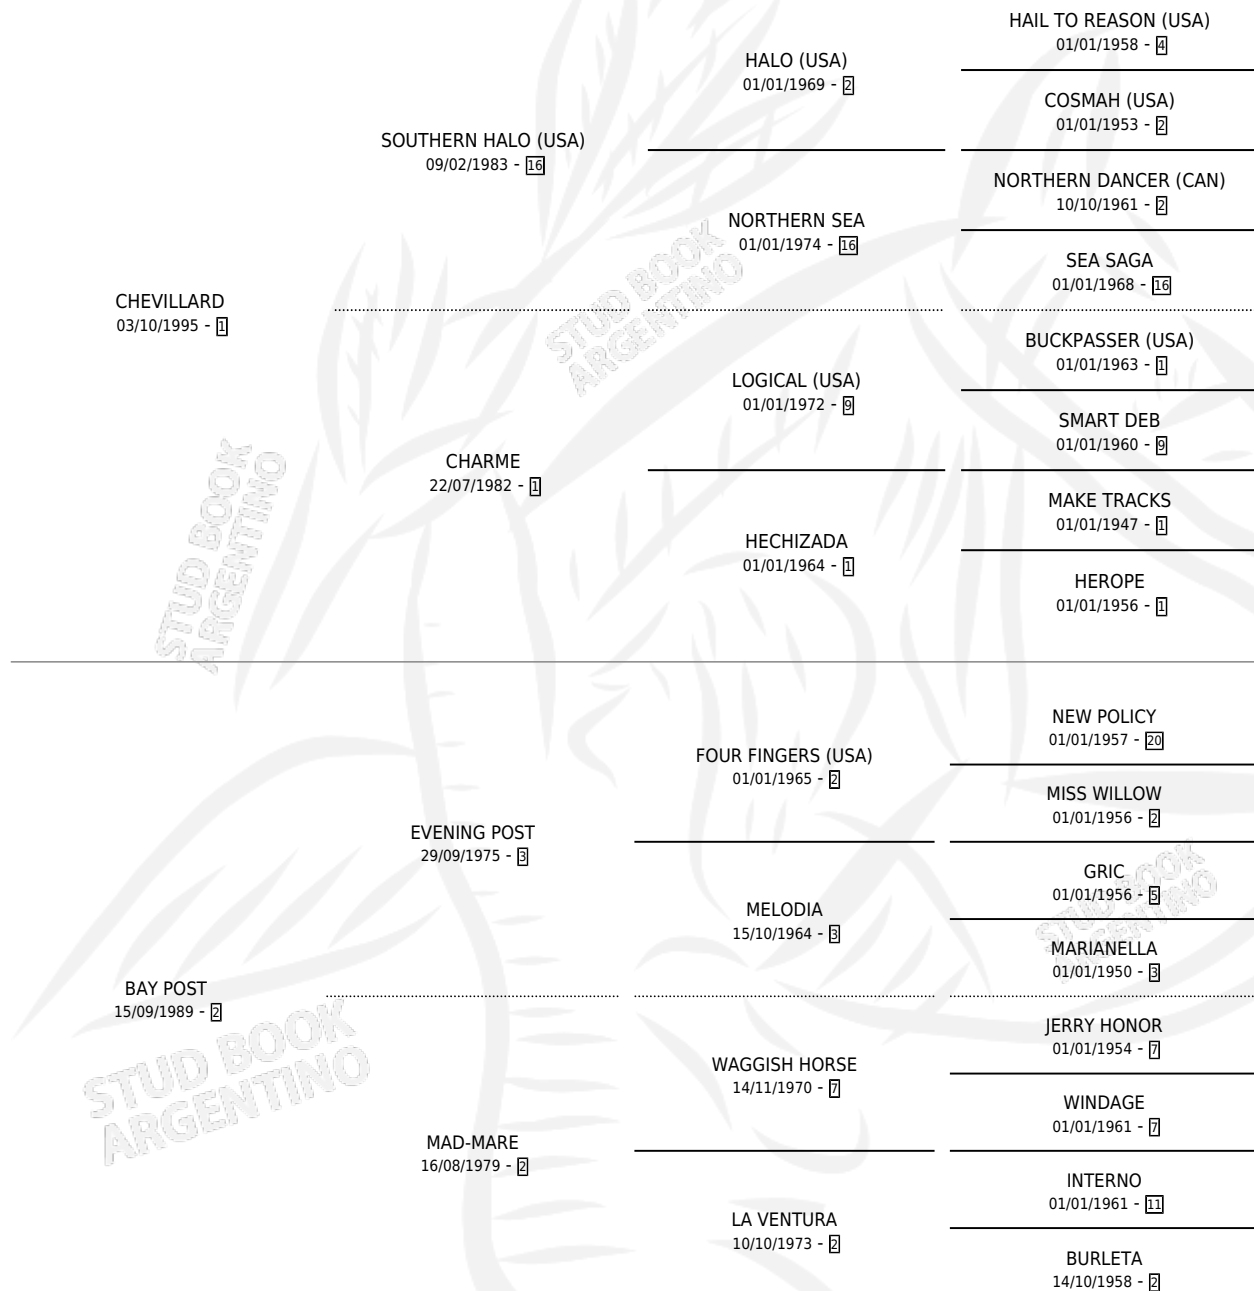 HAIL TO REASON (USA)
01/01/1958 - 4
HALO (USA)
01/01/1969 - 2
COSMAH (USA)
01/01/1953 - 2
SOUTHERN HALO (USA)
09/02/1983 - 16
NORTHERN DANCER (CAN)
10/10/1961 - 2
NORTHERN SEA
01/01/1974 - 16
SEA SAGA
01/01/1968 - 16
CHEVILLARD
03/10/1995 - 1
BUCKPASSER (USA)
01/01/1963 - 1
LOGICAL (USA)
01/01/1972 - 9
SMART DEB
01/01/1960 - 9
CHARME
22/07/1982 - 1
MAKE TRACKS
01/01/1947 - 1
HECHIZADA
01/01/1964 - 1
HEROPE
01/01/1956 - 1
NEW POLICY
01/01/1957 - 20
FOUR FINGERS (USA)
01/01/1965 - 2
MISS WILLOW
01/01/1956 - 2
EVENING POST
29/09/1975 - 3
GRIC
01/01/1956 - 5
MELODIA
15/10/1964 - 3
MARIANELLA
01/01/1950 - 3
BAY POST
15/09/1989 - 2
JERRY HONOR
01/01/1954 - 7
WAGGISH HORSE
14/11/1970 - 7
WINDAGE
01/01/1961 - 7
MAD-MARE
16/08/1979 - 2
INTERNO
01/01/1961 - 11
LA VENTURA
10/10/1973 - 2
BURLETA
14/10/1958 - 2
STUD BOOK
ARGENTINO
STUD BOOK
ARGENTINO
STUD BOOK
ARGENTINO
STUD BOOK
ARGENTINO